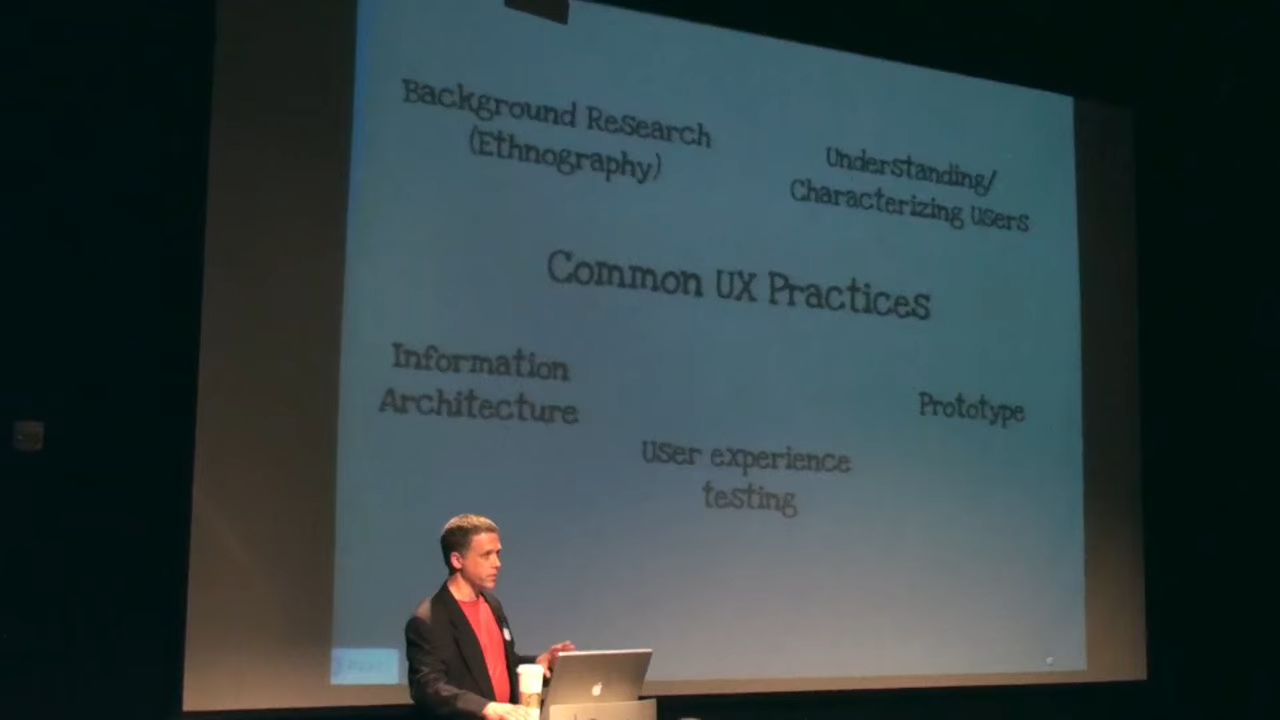 Background Research
(Ethnography)
Understanding/
Characterizing Users
Common UX Practices
Information
Architecture
Prototype
User experience
testing